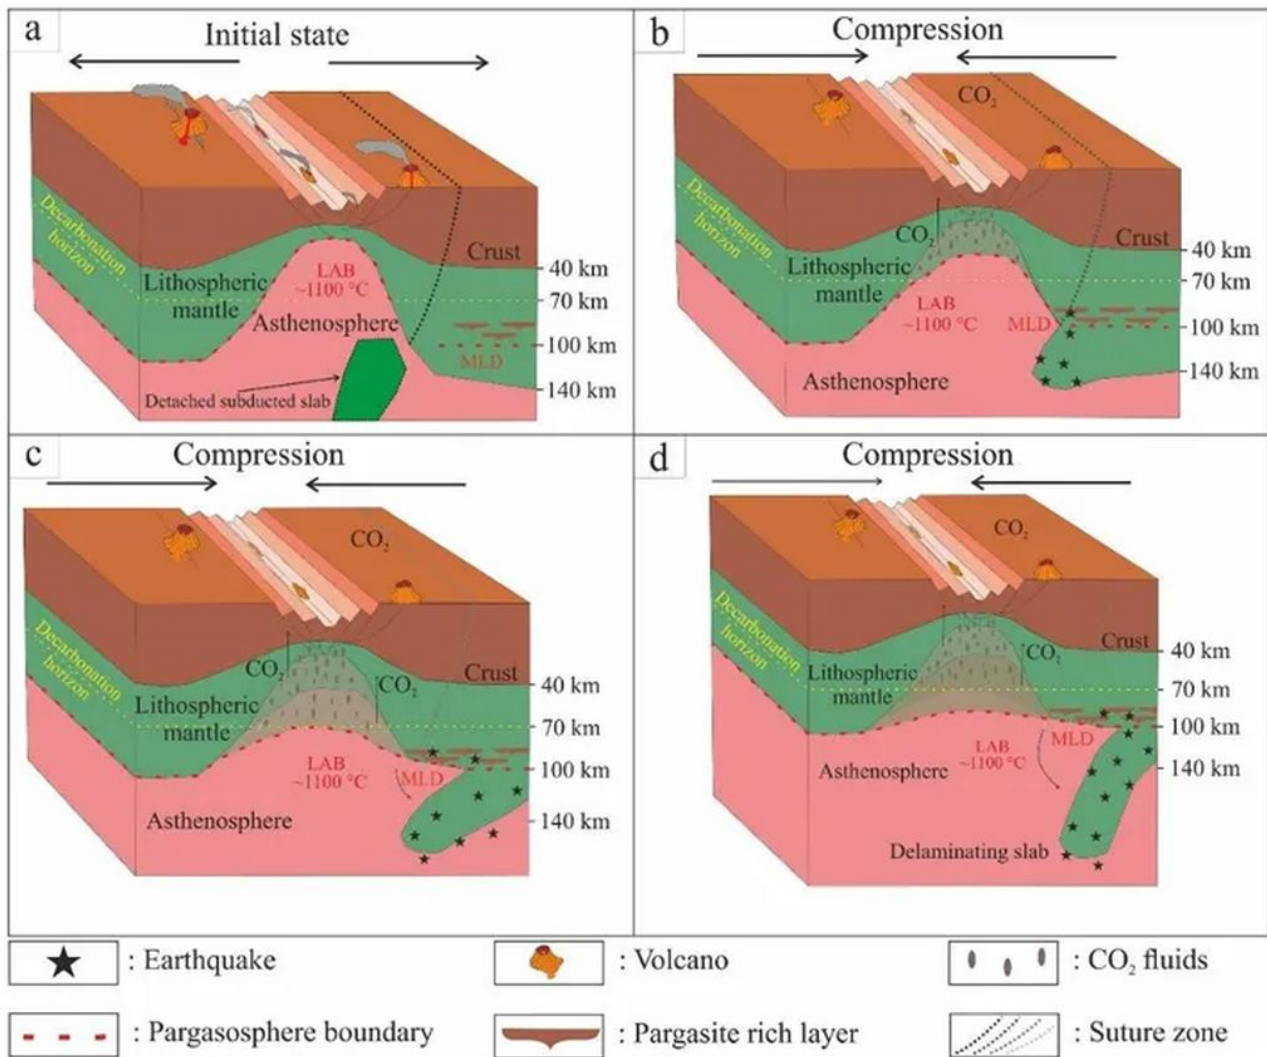 a
Initial state
Decarbonation
horizon
Lithospheric
mantle
LAB
~1100 °C
Asthenosphere
Detached subducted slab
Crust
MLD
40 km
70 km
100 km
140 km
b
Compression
CO₂
Decarbonation
horizon
CO₂
Lithospheric
mantle
LAB
~1100 °C
MLD
Asthenosphere
Crust
40 km
70 km
100 km
140 km
c
Compression
CO₂
Decarbonation
horizon
CO₂
CO₂
Lithospheric
mantle
LAB
~1100 °C
MLD
Asthenosphere
Crust
40 km
70 km
100 km
140 km
d
Compression
CO₂
Decarbonation
horizon
CO₂
Lithospheric
mantle
LAB
~1100 °C
MLD
Asthenosphere
Delaminating slab
Crust
40 km
70 km
100 km
140 km
: Earthquake
: Volcano
: CO₂ fluids
: Pargasosphere boundary
: Pargasite rich layer
: Suture zone